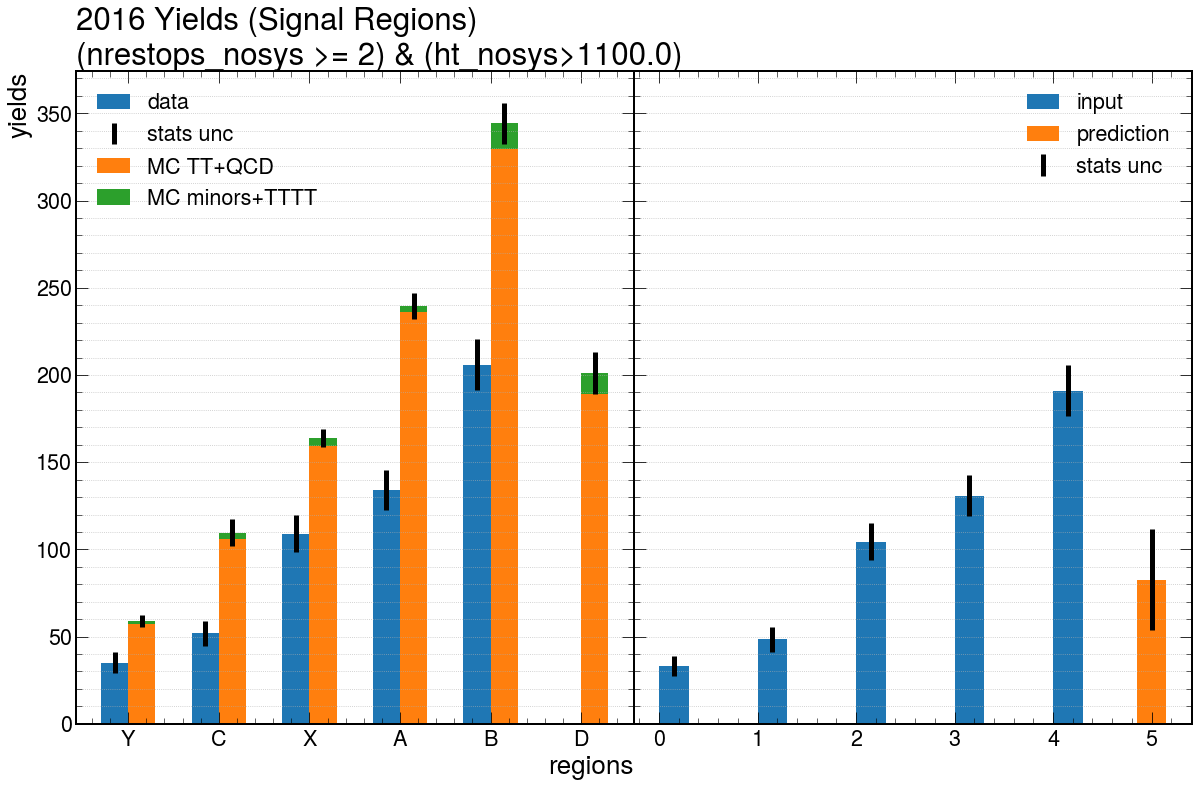 2016 Yields (Signal Regions)
(nrestops_nosys >= 2) & (ht_nosys>1100.0)
yields
350
300
250
200
150
100
50
0
data
stats unc
MC TT+QCD
MC minors+TTTT
input
prediction
stats unc
Y C X A B D
0 1 2 3 4 5
regions